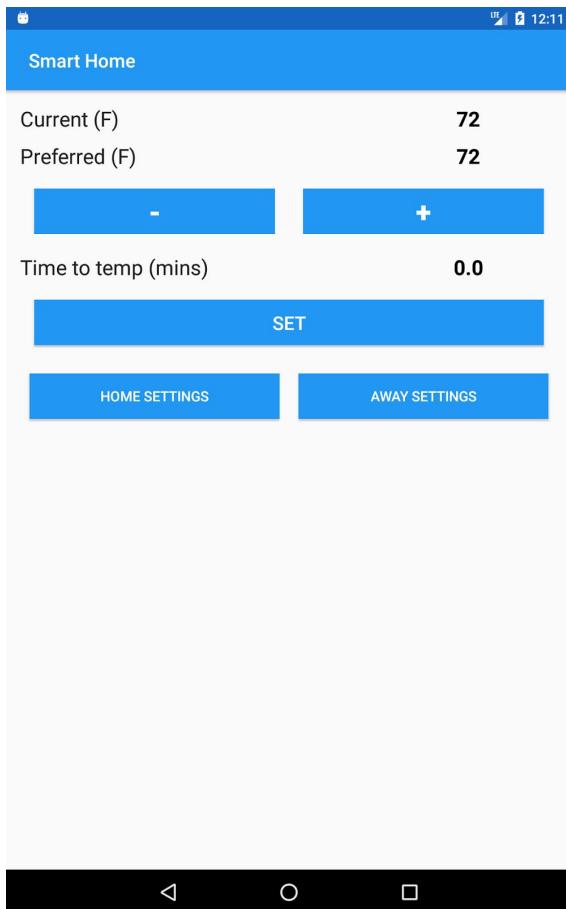 LTE 12:11
Smart Home
Current (F) 72
Preferred (F) 72
- +
Time to temp (mins) 0.0
SET
HOME SETTINGS AWAY SETTINGS